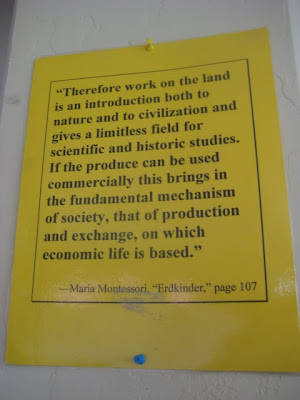 “Therefore work on the land
is an introduction both to
nature and to civilization and
gives a limitless field for
scientific and historic studies.
If the produce can be used
commercially this brings in
the fundamental mechanism
of society, that of production
and exchange, on which
economic life is based.”
—Maria Montessori, “Erdkinder,” page 107